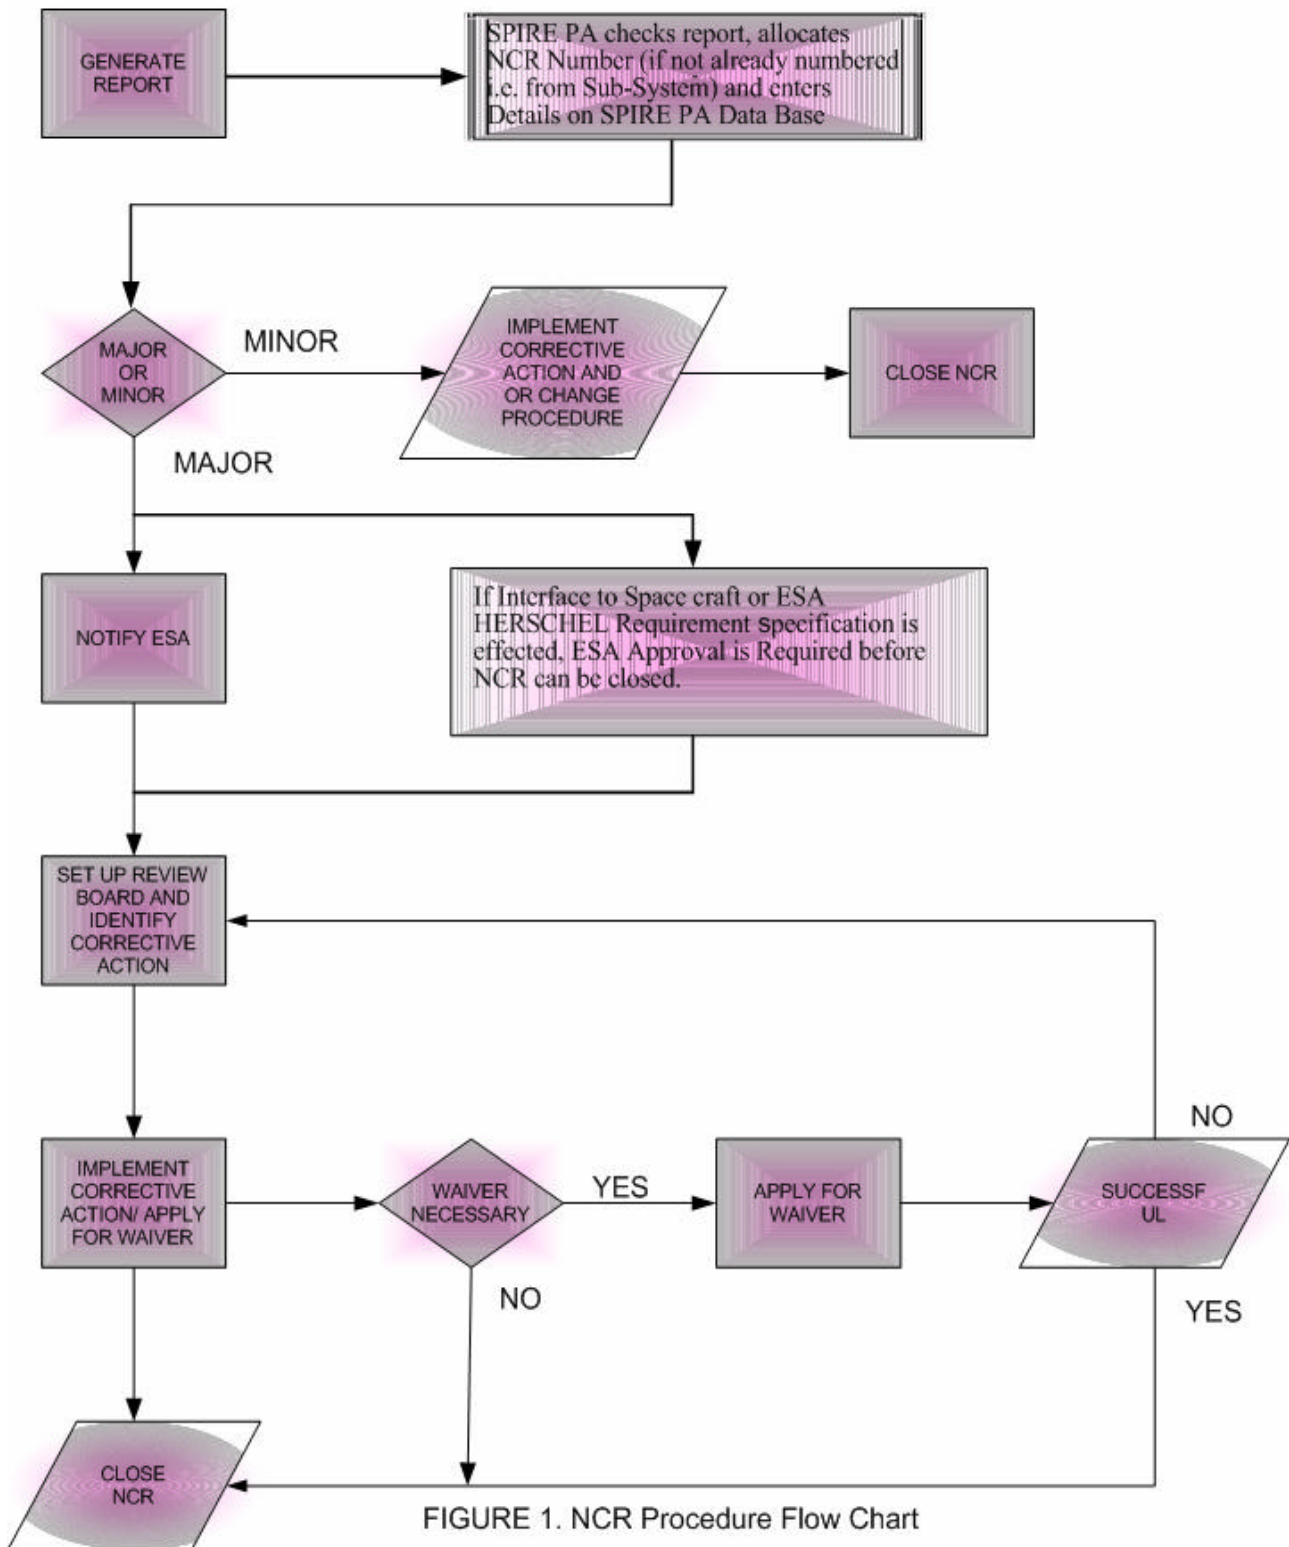 GENERATE
REPORT
SPIRE PA checks report, allocates
NCR Number (if not already numbered
i.e. from Sub-System) and enters
Details on SPIRE PA Data Base
MAJOR
OR
MINOR
MINOR
IMPLEMENT
CORRECTIVE
ACTION AND
OR CHANGE
PROCEDURE
CLOSE NCR
MAJOR
NOTIFY ESA
If Interface to Space craft or ESA
HERSCHEL Requirement specification is
effected, ESA Approval is Required before
NCR can be closed.
SET UP REVIEW
BOARD AND
IDENTIFY
CORRECTIVE
ACTION
IMPLEMENT
CORRECTIVE
ACTION/ APPLY
FOR WAIVER
WAIVER
NECESSARY
YES
APPLY FOR
WAIVER
SUCCESSF
UL
NO
YES
NO
CLOSE
NCR
FIGURE 1. NCR Procedure Flow Chart